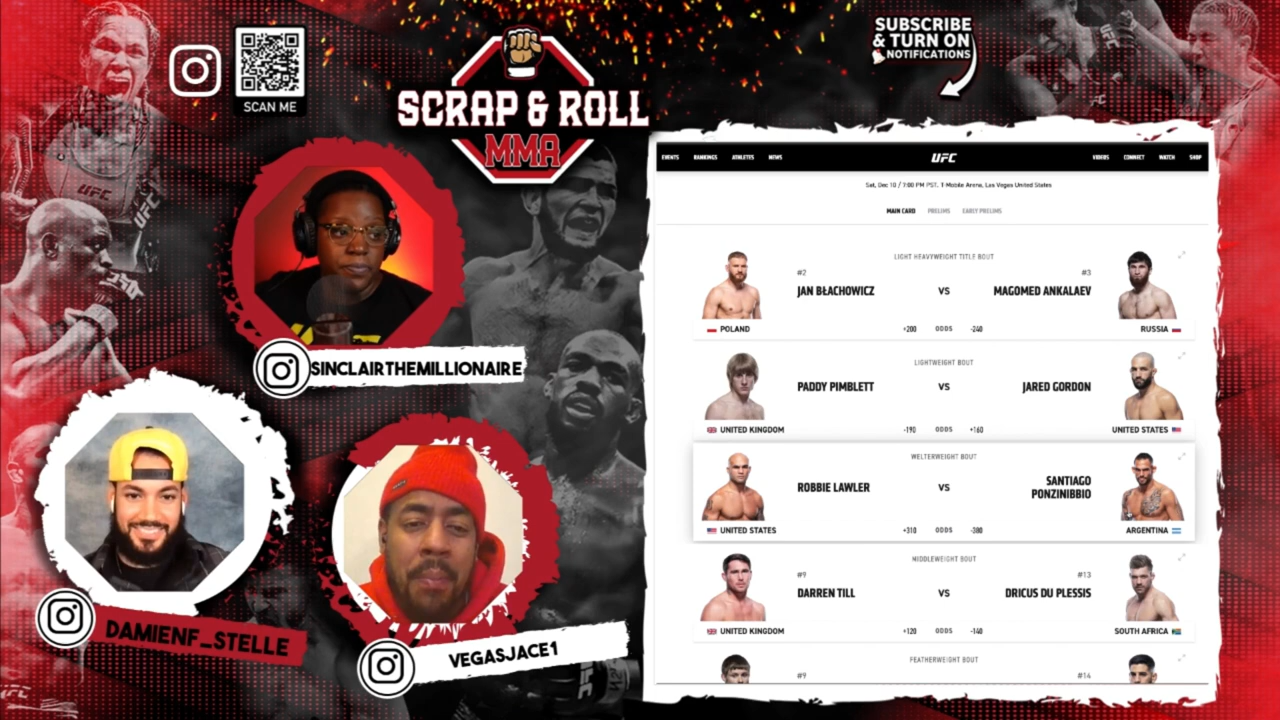 SCAN ME
SCRAP & ROLL
MMA
SUBSCRIBE
& TURN ON
NOTIFICATIONS
SINCLAIRTHEMILLIONAIRE
DAMIENF_STELLE
VEGASJACE1
EVENTS RANKINGS ATHLETES NEWS UFC VIDEOS CONNECT WATCH SHOP
Sat, Dec 10 / 7:00 PM PST, T-Mobile Arena, Las Vegas United States
MAIN CARD PRELIMS EARLY PRELIMS
LIGHT HEAVYWEIGHT TITLE BOUT
#2 #3
JAN BŁACHOWICZ VS MAGOMED ANKALAEV
POLAND +200 ODDS -240 RUSSIA
LIGHTWEIGHT BOUT
PADDY PIMBLETT VS JARED GORDON
UNITED KINGDOM -190 ODDS +160 UNITED STATES
WELTERWEIGHT BOUT
ROBBIE LAWLER VS SANTIAGO
PONZINIBBIO
UNITED STATES +310 ODDS -380 ARGENTINA
MIDDLEWEIGHT BOUT
#9 #13
DARREN TILL VS DRICUS DU PLESSIS
UNITED KINGDOM +120 ODDS -140 SOUTH AFRICA
FEATHERWEIGHT BOUT
#9 #14
UFC
UFC
UFC